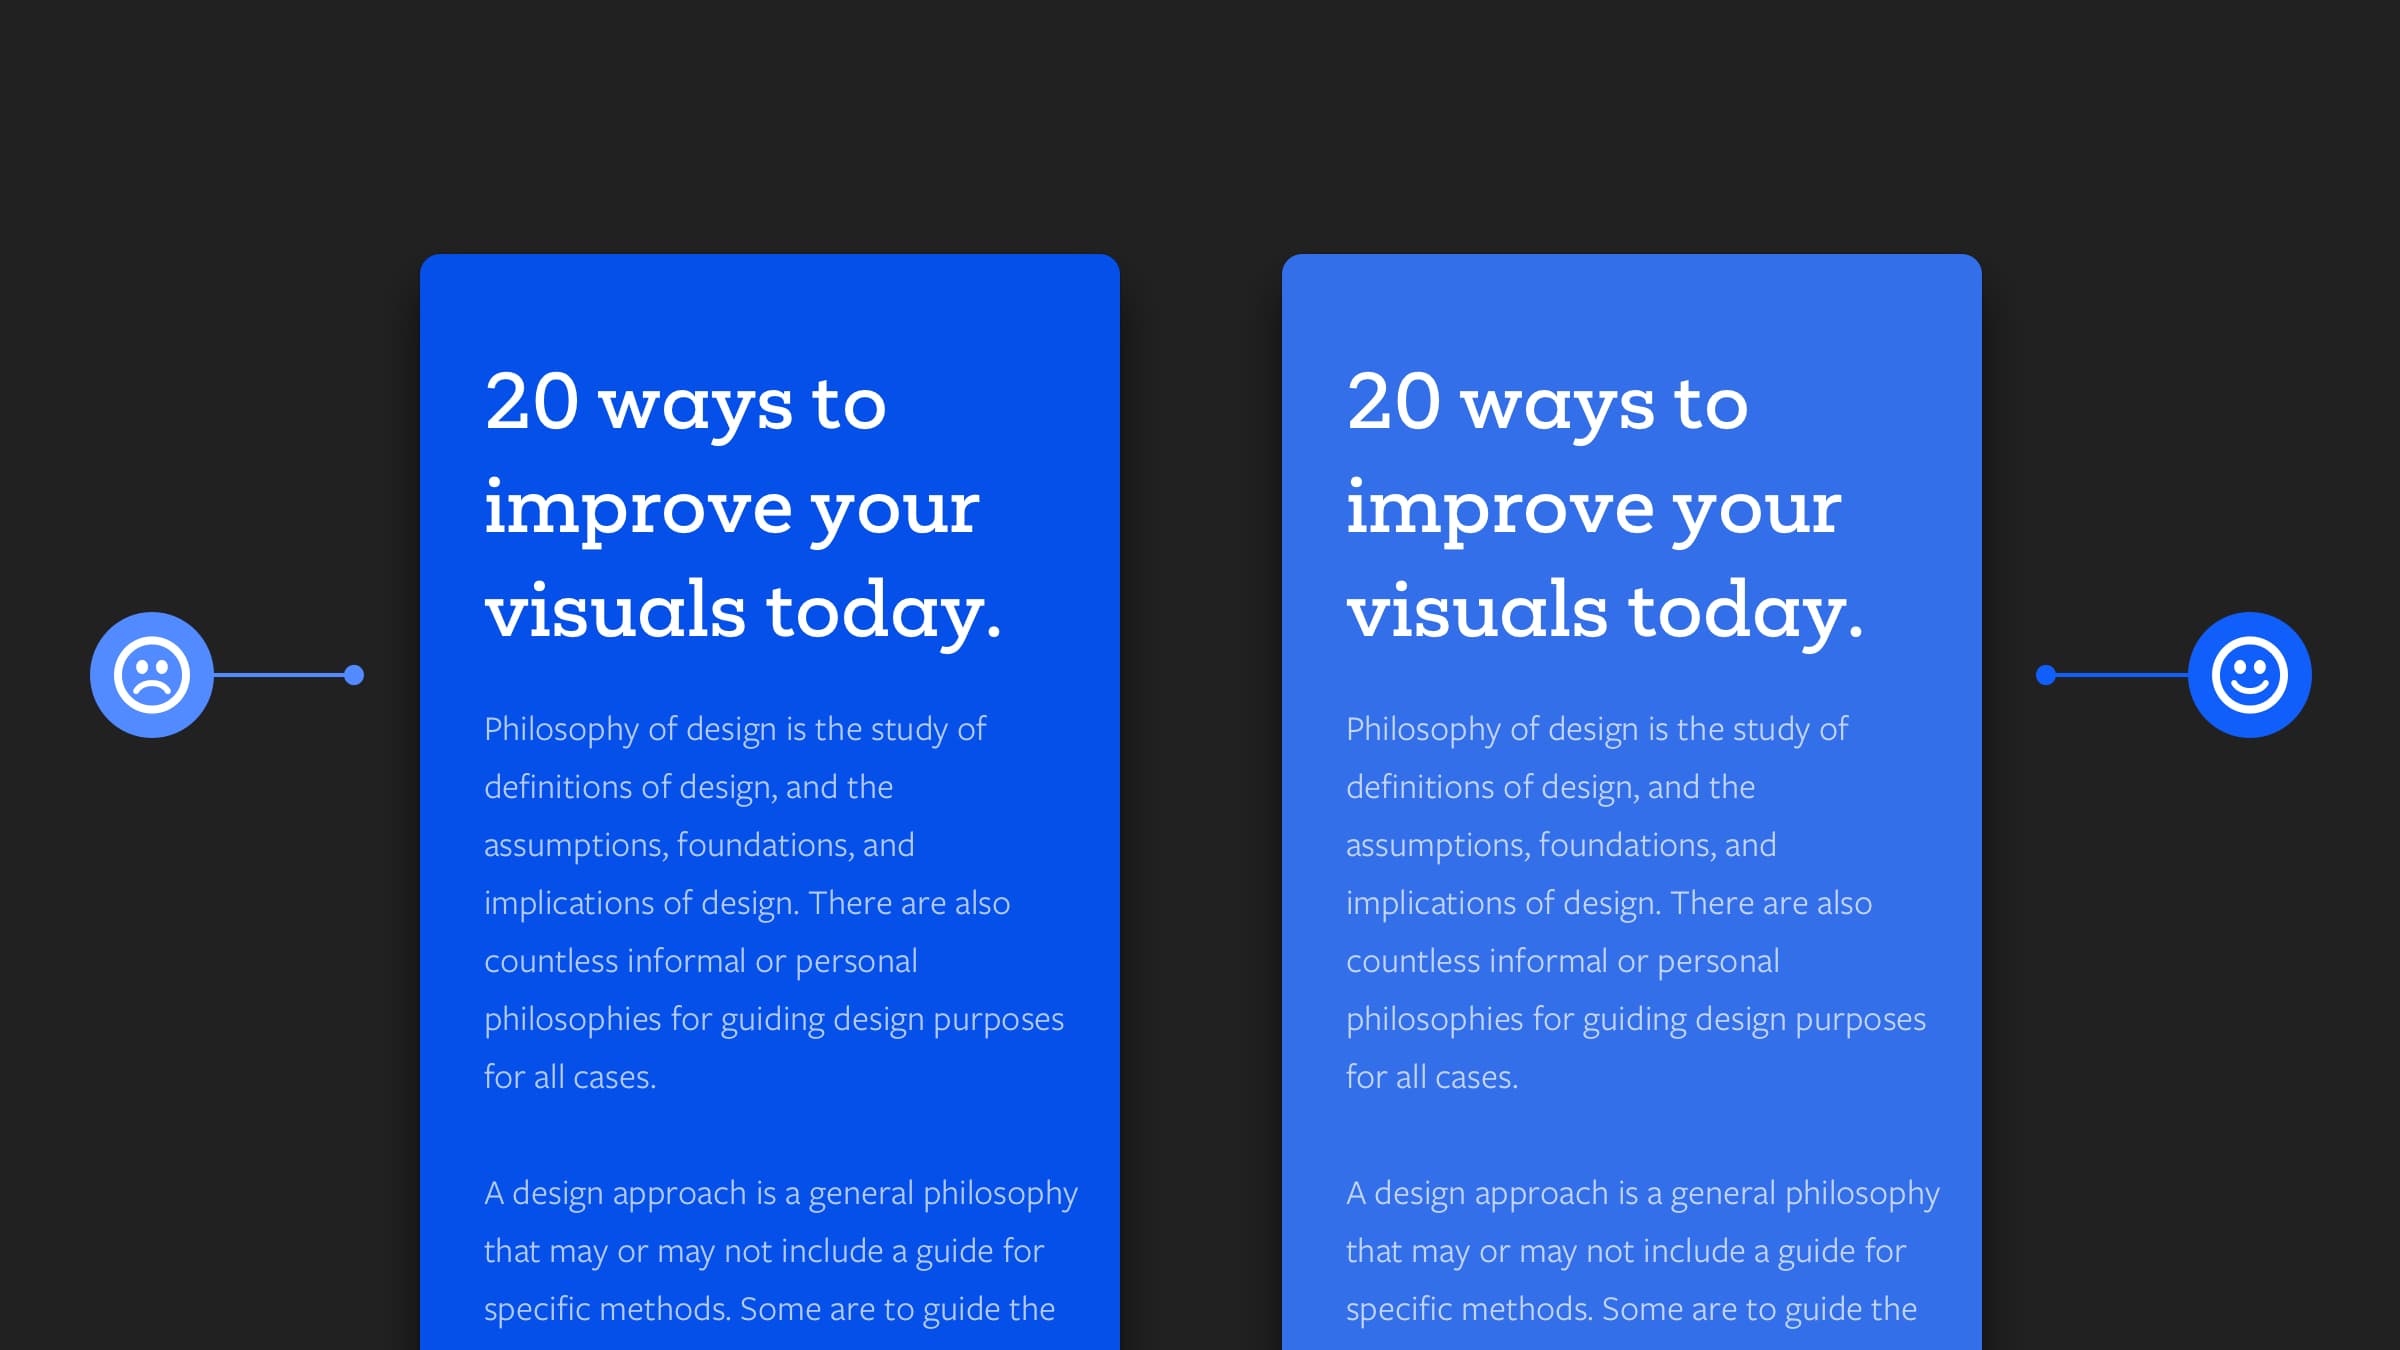 20 ways to
improve your
visuals today.
Philosophy of design is the study of
definitions of design, and the
assumptions, foundations, and
implications of design. There are also
countless informal or personal
philosophies for guiding design purposes
for all cases.
A design approach is a general philosophy
that may or may not include a guide for
specific methods. Some are to guide the
20 ways to
improve your
visuals today.
Philosophy of design is the study of
definitions of design, and the
assumptions, foundations, and
implications of design. There are also
countless informal or personal
philosophies for guiding design purposes
for all cases.
A design approach is a general philosophy
that may or may not include a guide for
specific methods. Some are to guide the